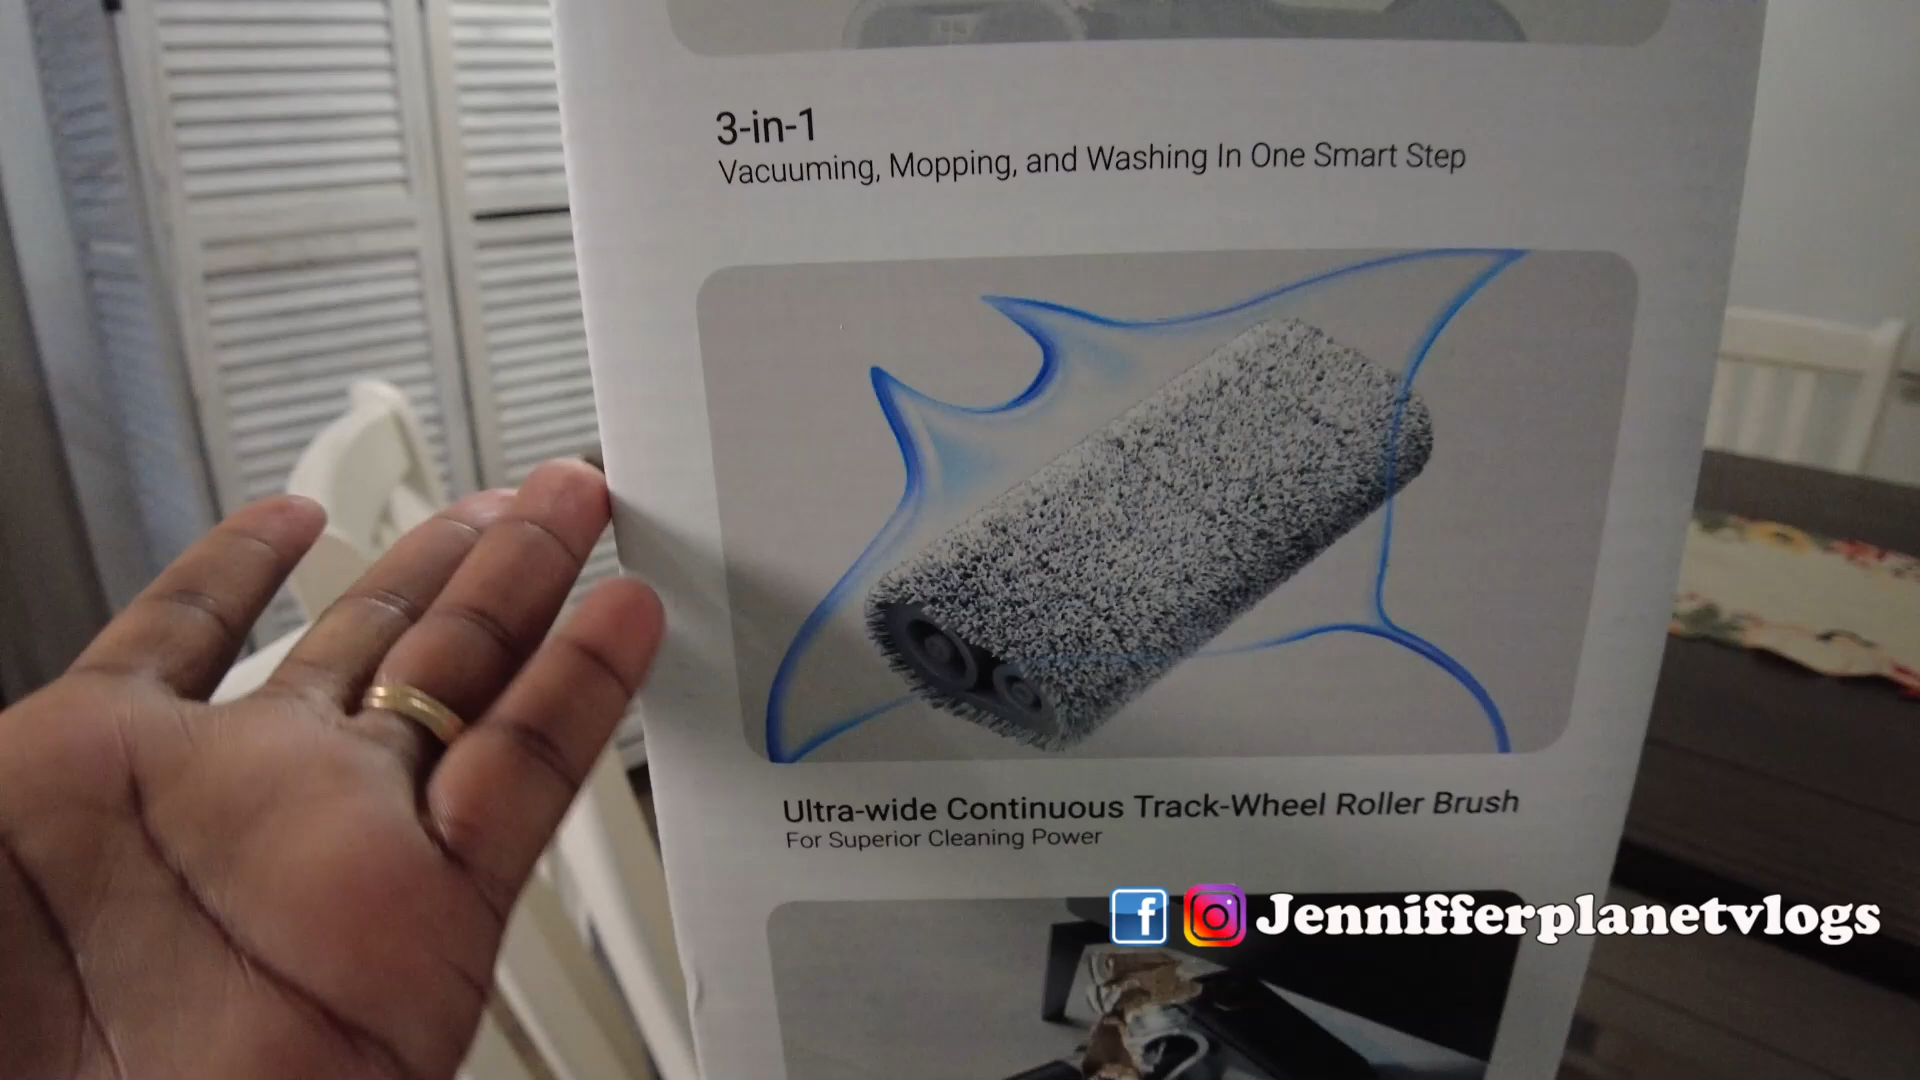 3-in-1
Vacuuming, Mopping, and Washing In One Smart Step
Ultra-wide Continuous Track-Wheel Roller Brush
For Superior Cleaning Power
Jennifferplanetvlogs